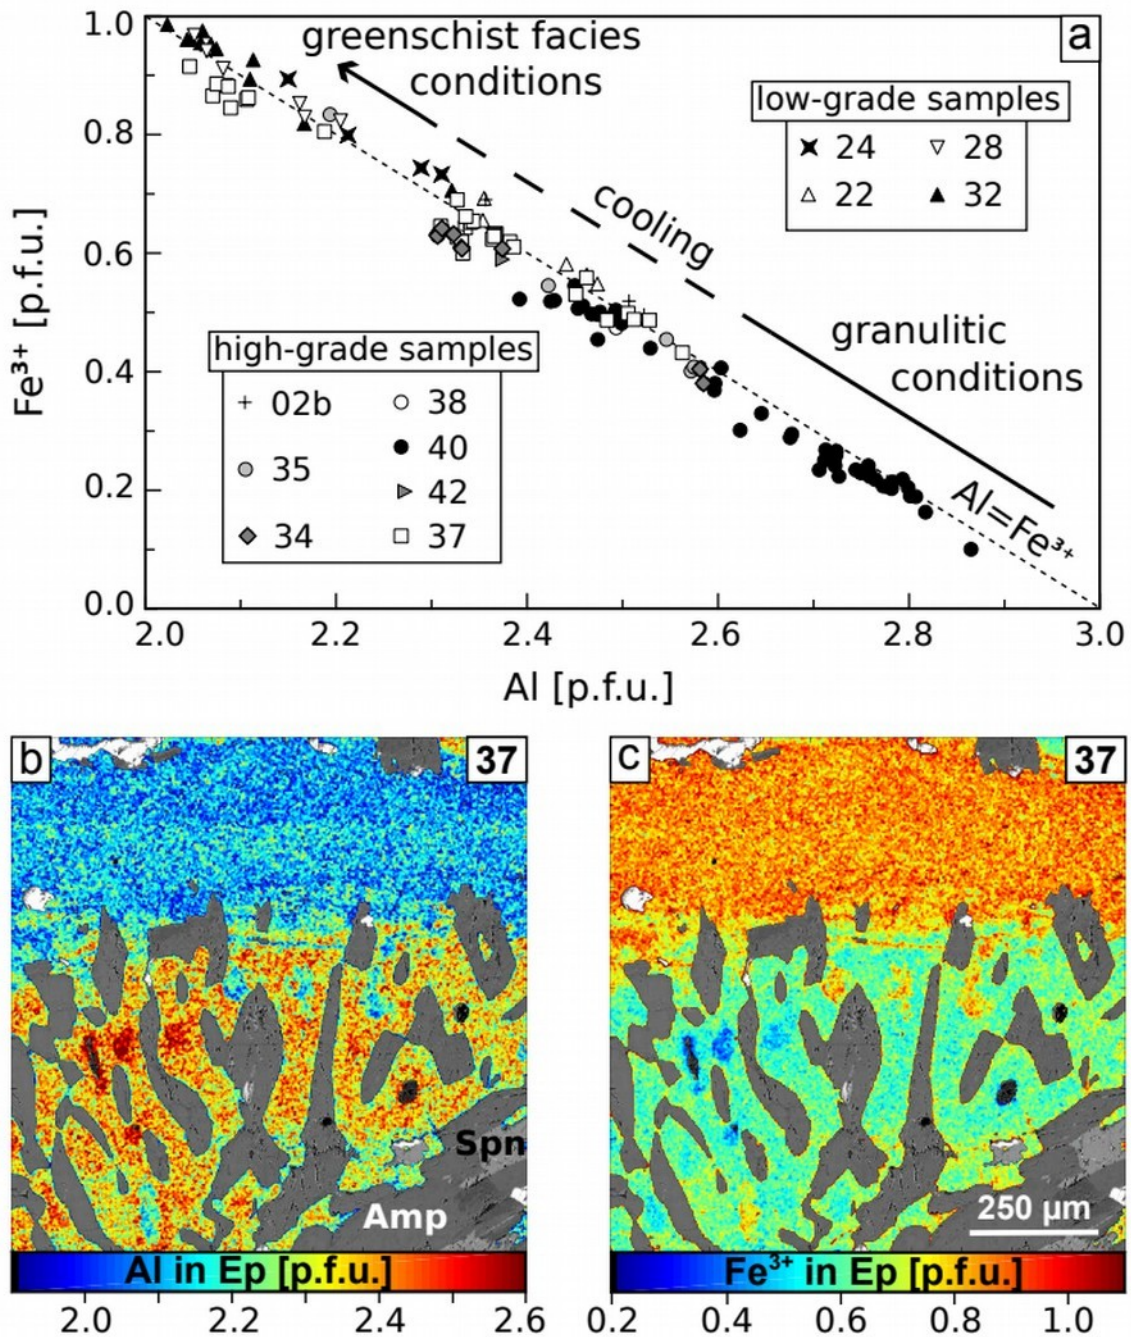 1.0
0.8
0.6
0.4
0.2
0.0
Fe³⁺ [p.f.u.]
a
greenschist facies
conditions
low-grade samples
24
28
22
32
cooling
granulitic
conditions
high-grade samples
02b
38
35
40
42
34
37
Al=Fe³⁺
2.0
2.2
2.4
2.6
2.8
3.0
Al [p.f.u.]
b
37
Spn
Amp
Al in Ep [p.f.u.]
2.0
2.2
2.4
2.6
c
37
250 µm
Fe³⁺ in Ep [p.f.u.]
0.2
0.4
0.6
0.8
1.0